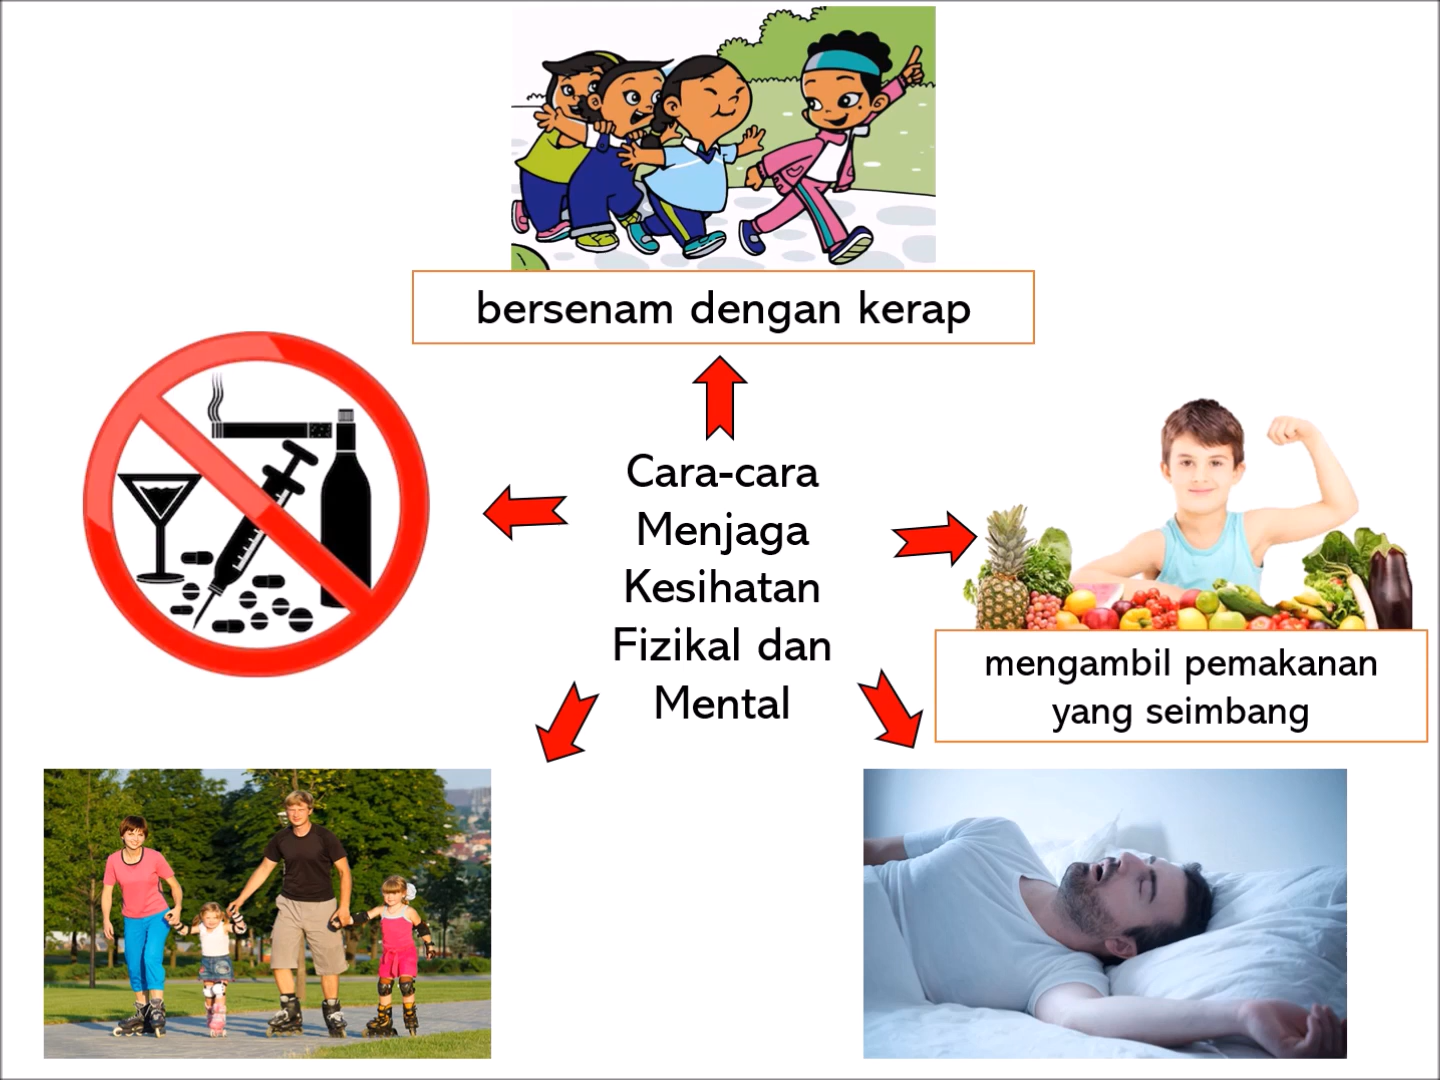 bersenam dengan kerap
Cara-cara
Menjaga
Kesihatan
Fizikal dan
Mental
mengambil pemakanan
yang seimbang